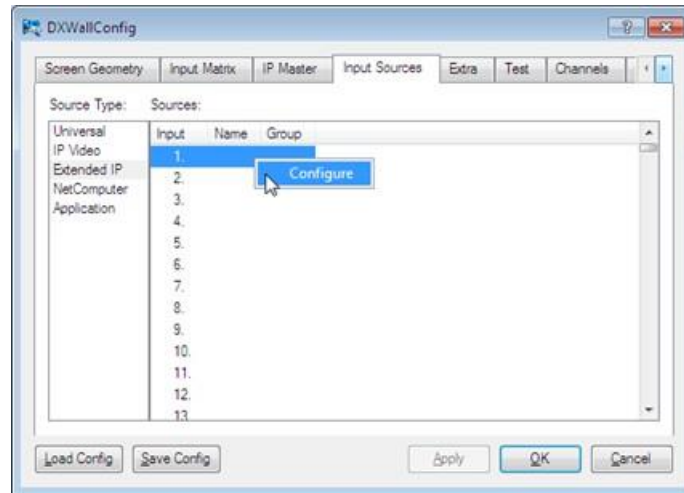 DXWallConfig
Screen Geometry Input Matrix IP Master Input Sources Extra Test Channels
Source Type: Sources:
Universal
IP Video
Extended IP
NetComputer
Application
Input Name Group
1.
Configure
2.
3.
4.
5.
6.
7.
8.
9.
10.
11.
12.
13
Load Config Save Config Apply OK Cancel